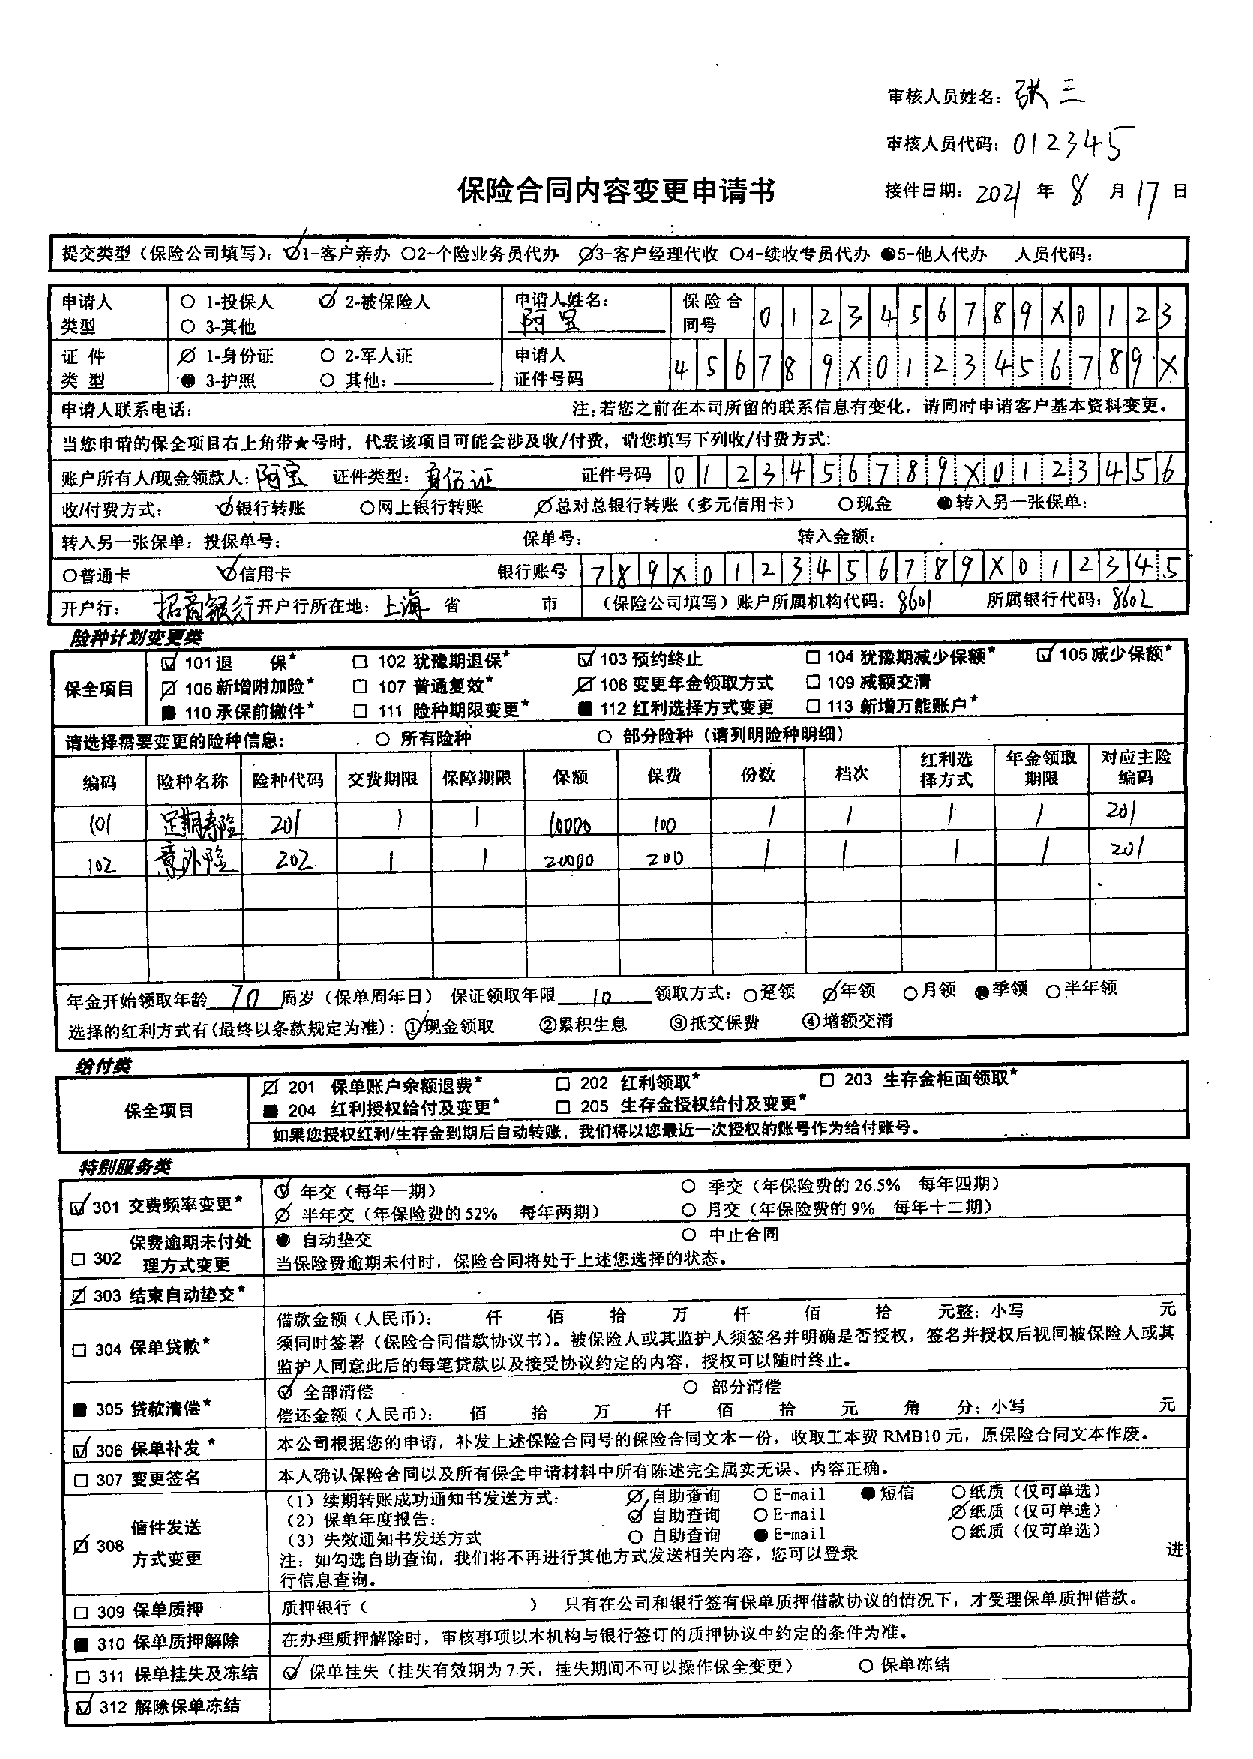 审核人员姓名：张三
审核人员代码：012345
保险合同内容变更申请书
接件日期：2021 年 8 月 17 日
提交类型（保险公司填写）：1-客户亲办 ○2-个险业务员代办 3-客户经理代收 ○4-续收专员代办 ●5-他人代办 人员代码：
申请人类型 ○ 1-投保人 2-被保险人 ○ 3-其他 申请人姓名：阿宝 保险合同号 0123456789X0123
证件类型 1-身份证 ○ 2-军人证 ● 3-护照 ○ 其他： 申请人证件号码 456789X0123456789X
申请人联系电话： 注：若您之前在本司所留的联系信息有变化，请同时申请客户基本资料变更。
当您申请的保全项目右上角带★号时，代表该项目可能会涉及收/付费，请您填写下列收/付费方式：
账户所有人/现金领款人：阿宝 证件类型：身份证 证件号码 0123456789X0123456
收/付费方式： 银行转账 ○网上银行转账 总对总银行转账（多元信用卡） ○现金 ●转入另一张保单：
转入另一张保单：投保单号： 保单号： 转入金额：
○普通卡 信用卡 银行账号 789X0123456789X012345
开户行：招商银行 开户行所在地：上海 省 市 （保险公司填写）账户所属机构代码：8601 所属银行代码：8602
险种计划变更类
保全项目
☑ 101 退 保* □ 102 犹豫期退保* ☑ 103 预约终止 □ 104 犹豫期减少保额* ☑ 105 减少保额*
☑ 106 新增附加险* □ 107 普通复效* ☑ 108 变更年金领取方式 □ 109 减额交清
■ 110 承保前撤件* □ 111 险种期限变更* ■ 112 红利选择方式变更 □ 113 新增万能账户*
请选择需要变更的险种信息： ○ 所有险种 ○ 部分险种（请列明险种明细）
编码 险种名称 险种代码 交费期限 保障期限 保额 保费 份数 档次 红利选择方式 年金领取期限 对应主险编码
101 定期寿险 201 1 1 10000 100 1 1 1 1 201
102 意外险 202 1 1 20000 200 1 1 1 1 201
年金开始领取年龄 70 周岁（保单周年日） 保证领取年限 10 领取方式：○趸领 年领 ○月领 ●季领 ○半年领
选择的红利方式有(最终以条款规定为准)：①现金领取 ②累积生息 ③抵交保费 ④增额交清
给付类
保全项目
☑ 201 保单账户余额退费* □ 202 红利领取* □ 203 生存金柜面领取*
■ 204 红利授权给付及变更* □ 205 生存金授权给付及变更*
如果您授权红利/生存金到期后自动转账，我们将以您最近一次授权的账号作为给付账号。
特别服务类
☑ 301 交费频率变更* 年交（每年一期） ○ 季交（年保险费的26.5% 每年四期）
半年交（年保险费的52% 每年两期） ○ 月交（年保险费的9% 每年十二期）
□ 302 保费逾期未付处理方式变更 ● 自动垫交 ○ 中止合同
当保险费逾期未付时，保险合同将处于上述您选择的状态。
☑ 303 结束自动垫交*
□ 304 保单贷款* 借款金额（人民币）： 仟 佰 拾 万 仟 佰 拾 元整：小写 元
须同时签署（保险合同借款协议书）。被保险人或其监护人须签名并明确是否授权，签名并授权后视同被保险人或其
监护人同意此后的每笔贷款以及接受协议约定的内容，授权可以随时终止。
■ 305 贷款清偿* 全部清偿 ○ 部分清偿
偿还金额（人民币）： 佰 拾 万 仟 佰 拾 元 角 分：小写 元
☑ 306 保单补发 * 本公司根据您的申请，补发上述保险合同号的保险合同文本一份，收取工本费RMB10元，原保险合同文本作废。
□ 307 变更签名 本人确认保险合同以及所有保全申请材料中所有陈述完全属实无误、内容正确。
☑ 308 信件发送方式变更 （1）续期转账成功通知书发送方式： 自助查询 ○ E-mail ●短信 ○纸质（仅可单选）
（2）保单年度报告： 自助查询 ○ E-mail 纸质（仅可单选）
（3）失效通知书发送方式 ○ 自助查询 ● E-mail ○纸质（仅可单选）
注：如勾选自助查询，我们将不再进行其他方式发送相关内容，您可以登录 进
行信息查询。
□ 309 保单质押 质押银行（ ） 只有在公司和银行签有保单质押借款协议的情况下，才受理保单质押借款。
■ 310 保单质押解除 在办理质押解除时，审核事项以本机构与银行签订的质押协议中约定的条件为准。
□ 311 保单挂失及冻结 保单挂失（挂失有效期为7天，挂失期间不可以操作保全变更） ○ 保单冻结
☑ 312 解除保单冻结